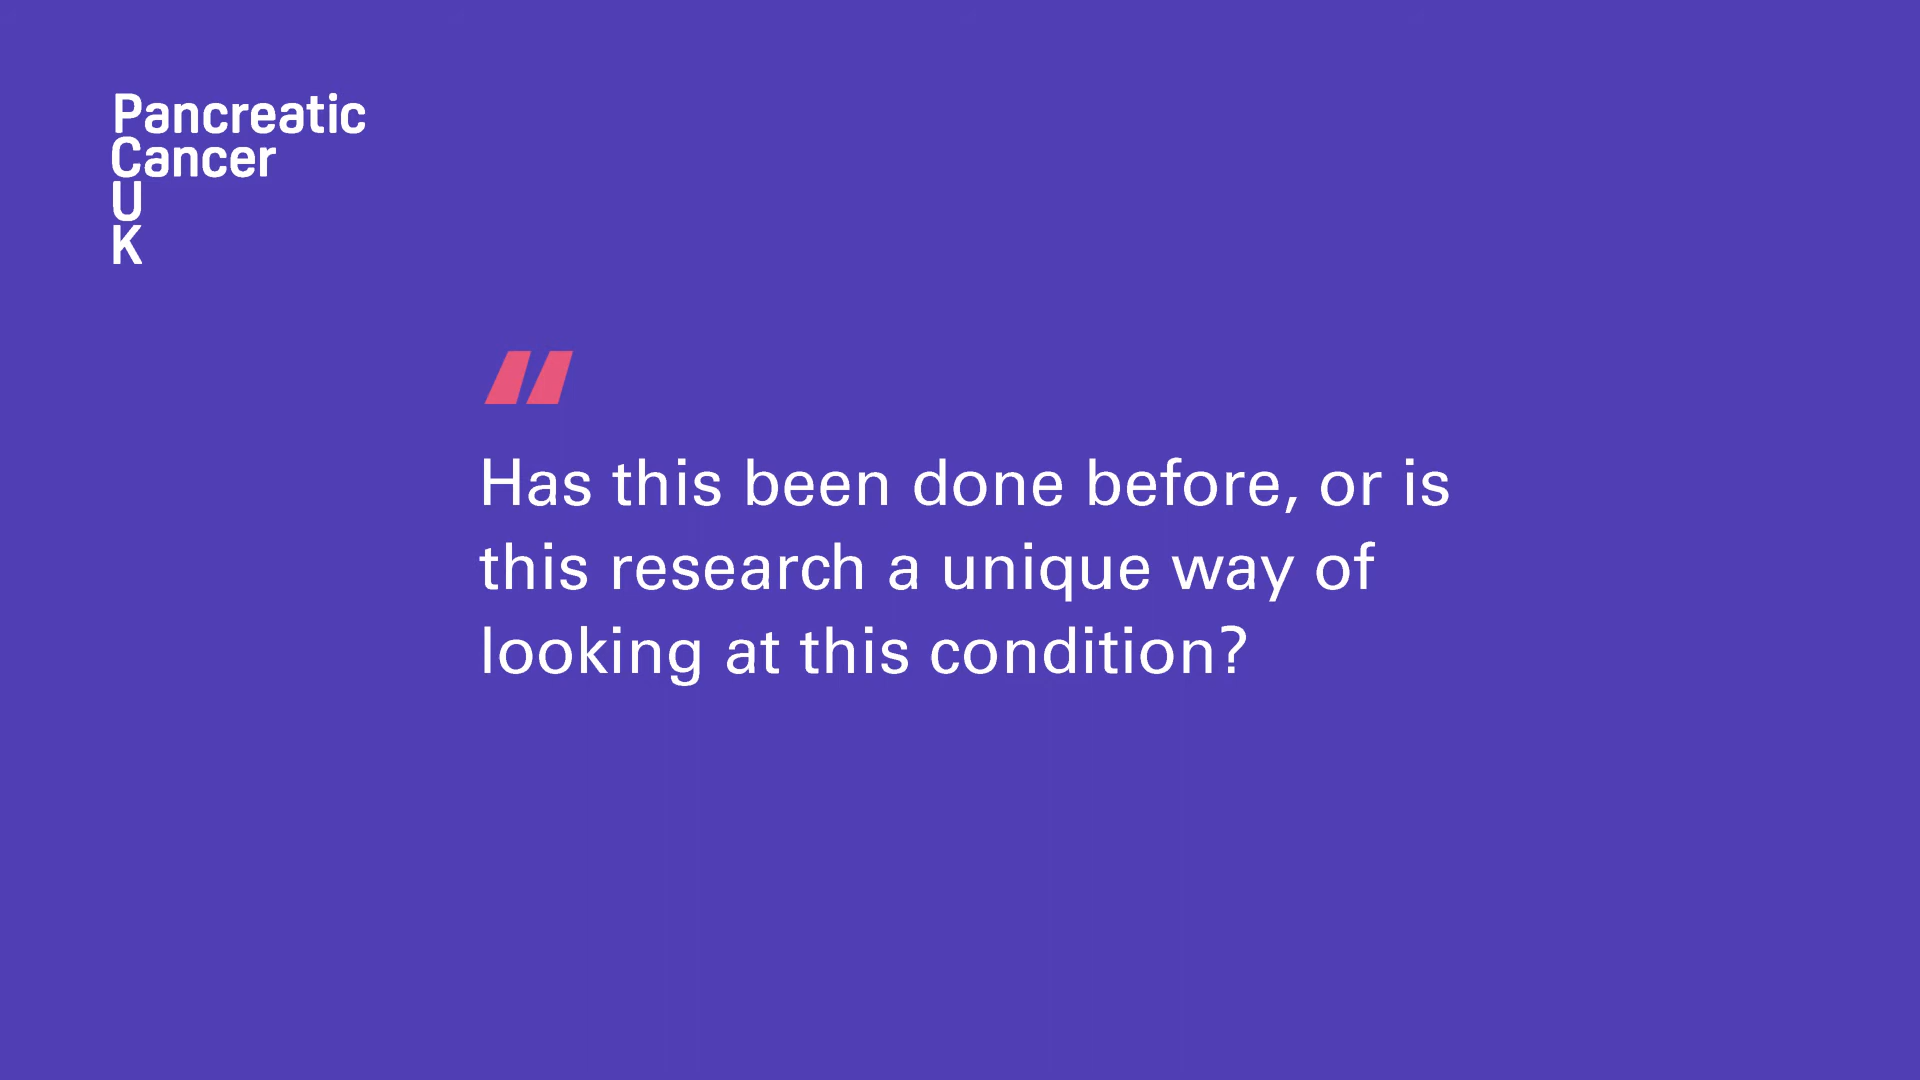 Pancreatic
Cancer
U
K
“
Has this been done before, or is
this research a unique way of
looking at this condition?